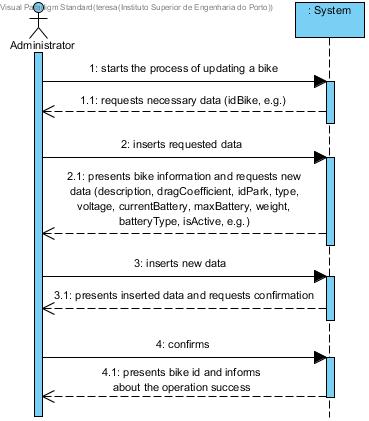 Visual Paradigm Standard(teresa(Instituto Superior de Engenharia do Porto))
: System
Administrator
1: starts the process of updating a bike
1.1: requests necessary data (idBike, e.g.)
2: inserts requested data
2.1: presents bike information and requests new
data (description, dragCoefficient, idPark, type,
voltage, currentBattery, maxBattery, weight,
batteryType, isActive, e.g.)
3: inserts new data
3.1: presents inserted data and requests confirmation
4: confirms
4.1: presents bike id and informs
about the operation success